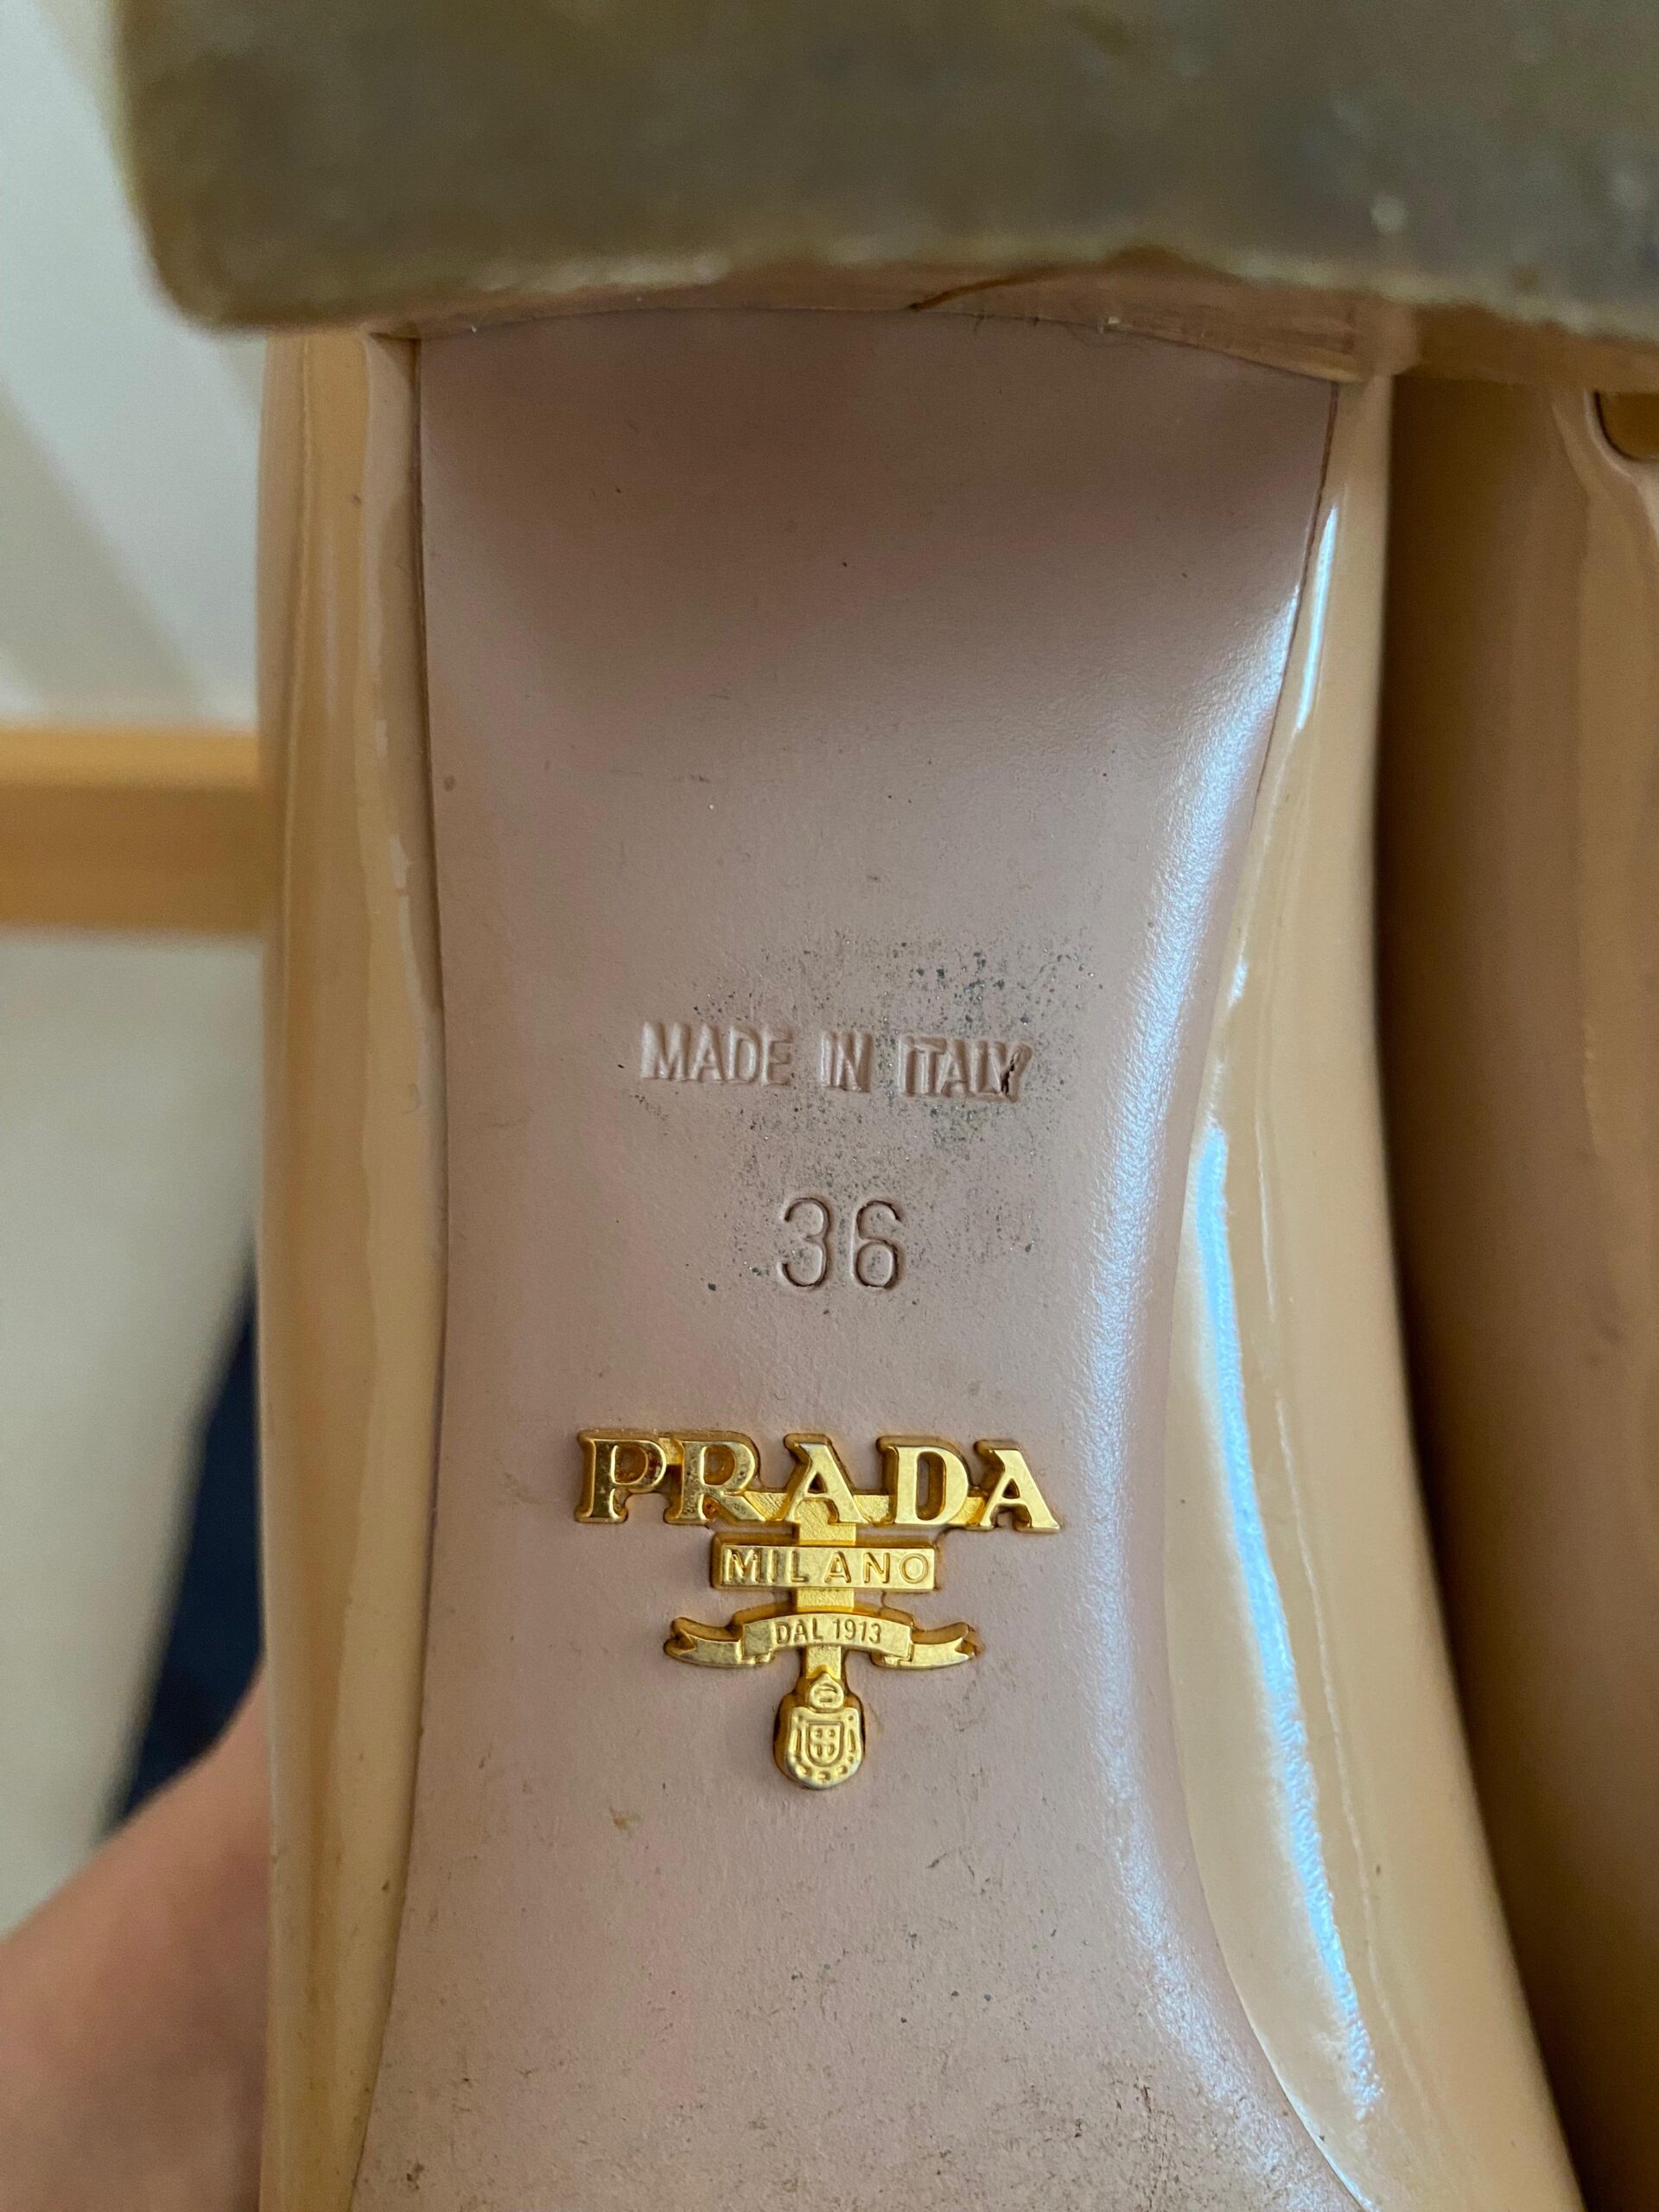 MADE IN ITALY
36
PRADA
MILANO
DAL 1913